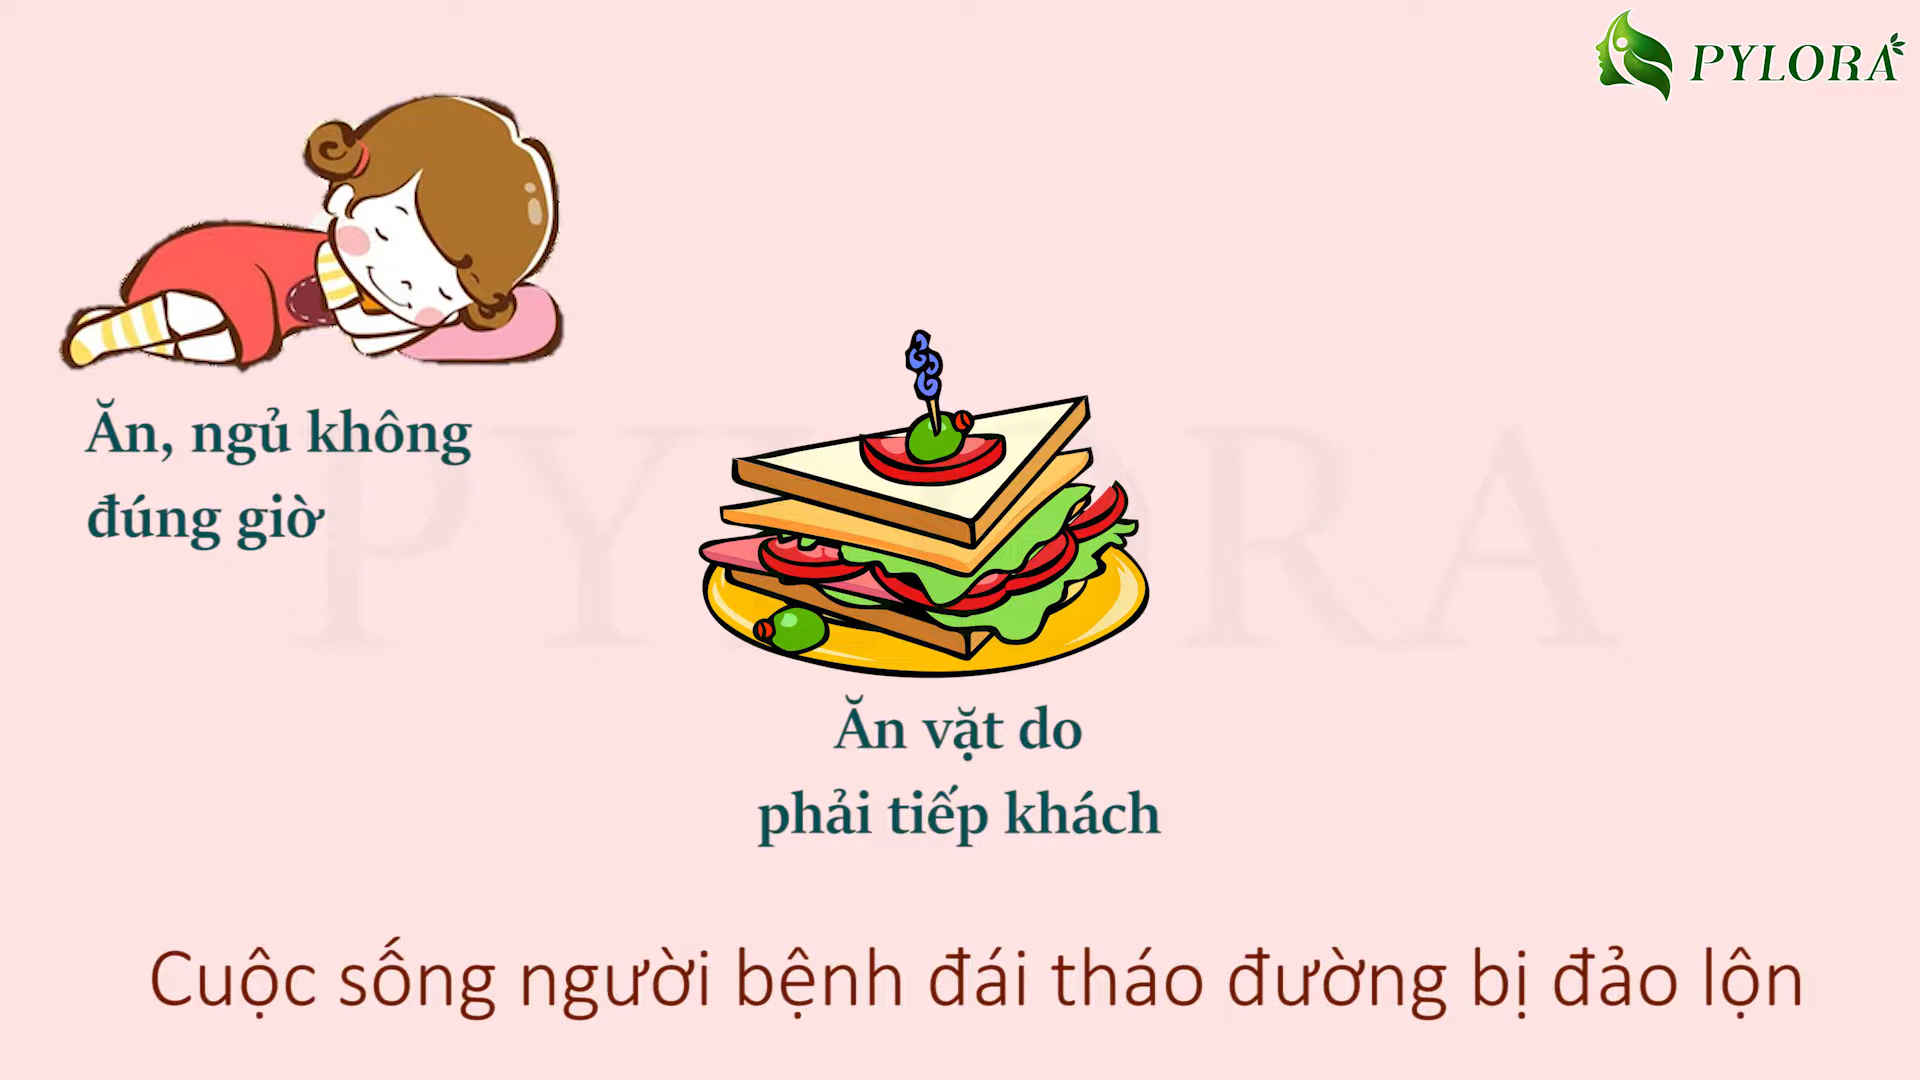 PYLORA
Ăn, ngủ không
đúng giờ
PYLORA
Ăn vặt do
phải tiếp khách
Cuộc sống người bệnh đái tháo đường bị đảo lộn